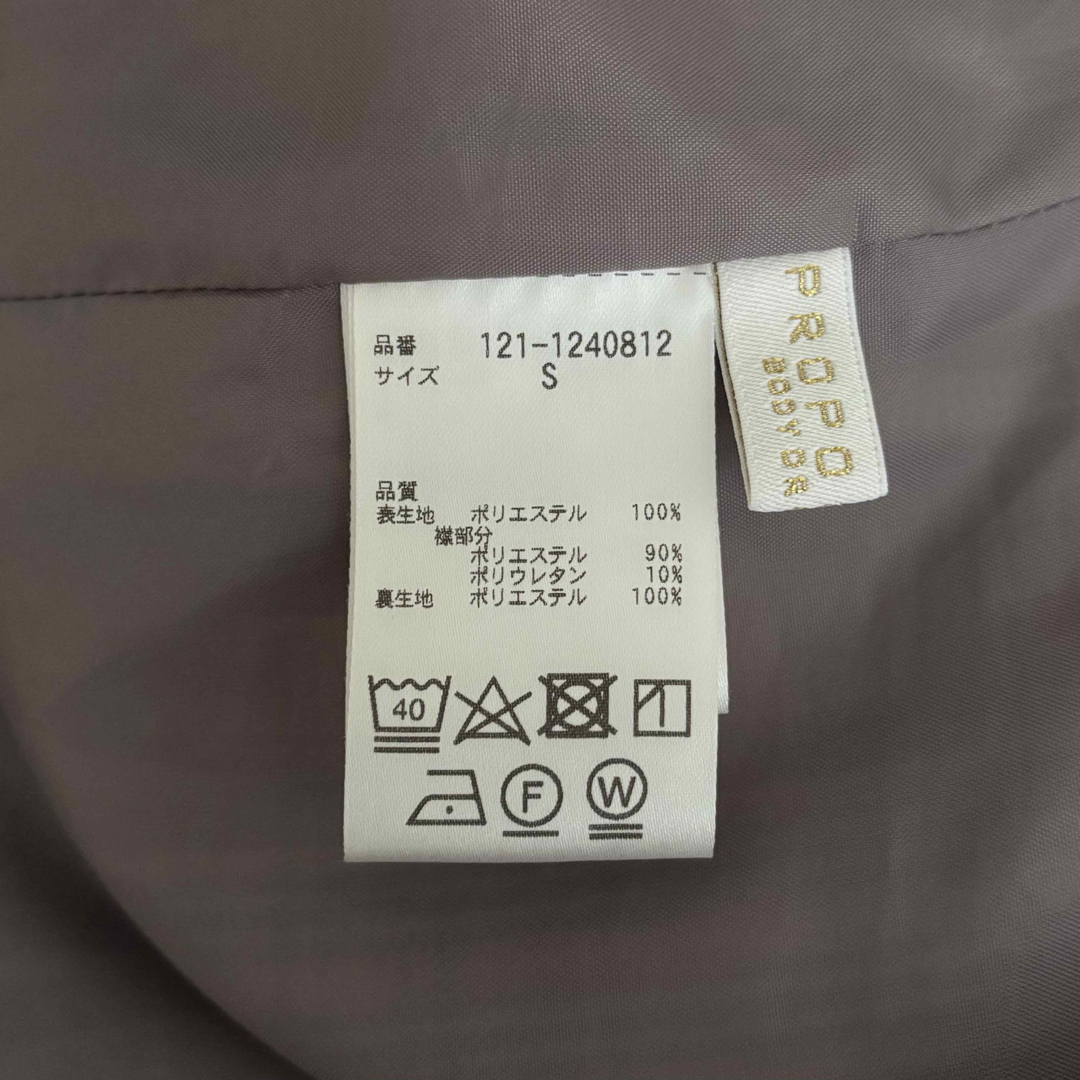 品番 121-1240812
サイズ S
品質
表生地 ポリエステル 100%
襟部分
ポリエステル 90%
ポリウレタン 10%
裏生地 ポリエステル 100%
40
F
W
PROPO
BODY DR